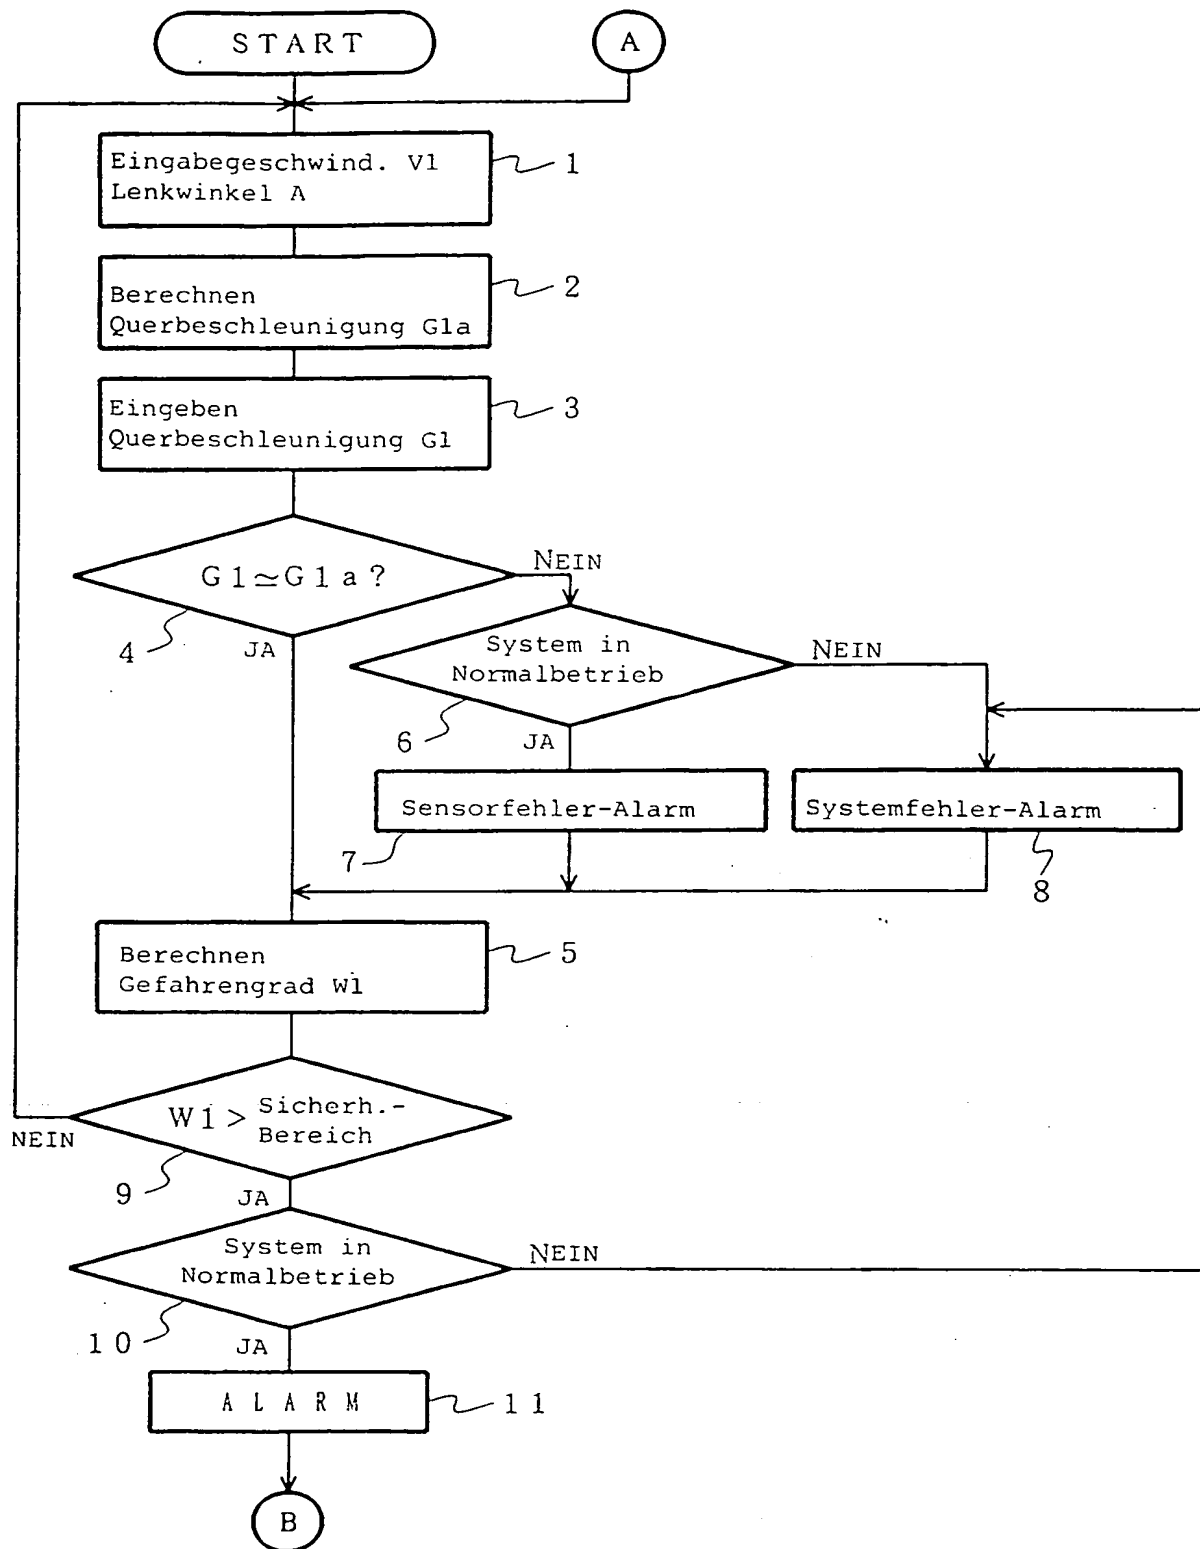 START
A
Eingabegeschwind. V1
Lenkwinkel A
1
Berechnen
Querbeschleunigung G1a
2
Eingeben
Querbeschleunigung G1
3
G1≃G1a?
NEIN
4
JA
System in
Normalbetrieb
NEIN
6
JA
Sensorfehler-Alarm
Systemfehler-Alarm
7
8
Berechnen
Gefahrengrad W1
5
W1> Sicherh.-
Bereich
NEIN
9
JA
System in
Normalbetrieb
NEIN
10
JA
ALARM
11
B